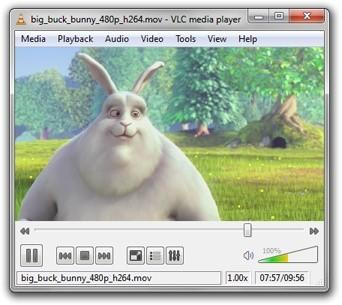 big_buck_bunny_480p_h264.mov - VLC media player
Media Playback Audio Video Tools View Help
100%
big_buck_bunny_480p_h264.mov 1.00x 07:57/09:56